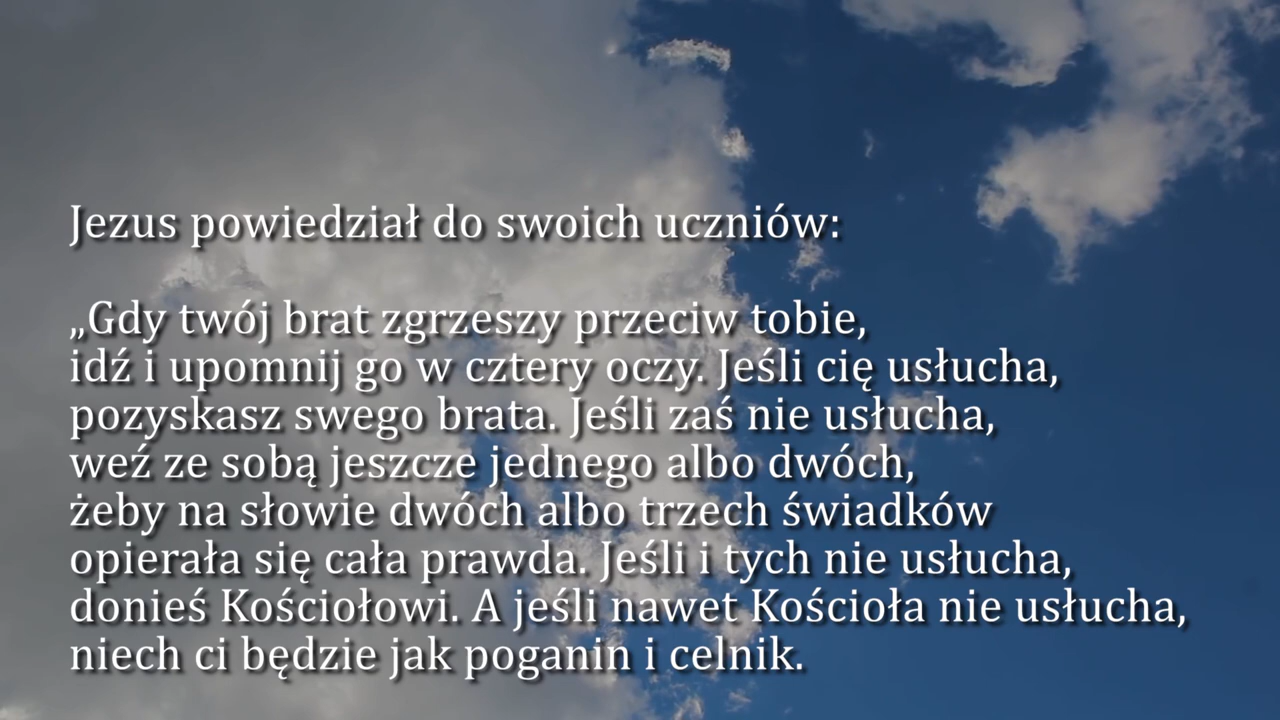 Jezus powiedział do swoich uczniów:
„Gdy twój brat zgrzeszy przeciw tobie,
idź i upomnij go w cztery oczy. Jeśli cię usłucha,
pozyskasz swego brata. Jeśli zaś nie usłucha,
weź ze sobą jeszcze jednego albo dwóch,
żeby na słowie dwóch albo trzech świadków
opierała się cała prawda. Jeśli i tych nie usłucha,
donieś Kościołowi. A jeśli nawet Kościoła nie usłucha,
niech ci będzie jak poganin i celnik.